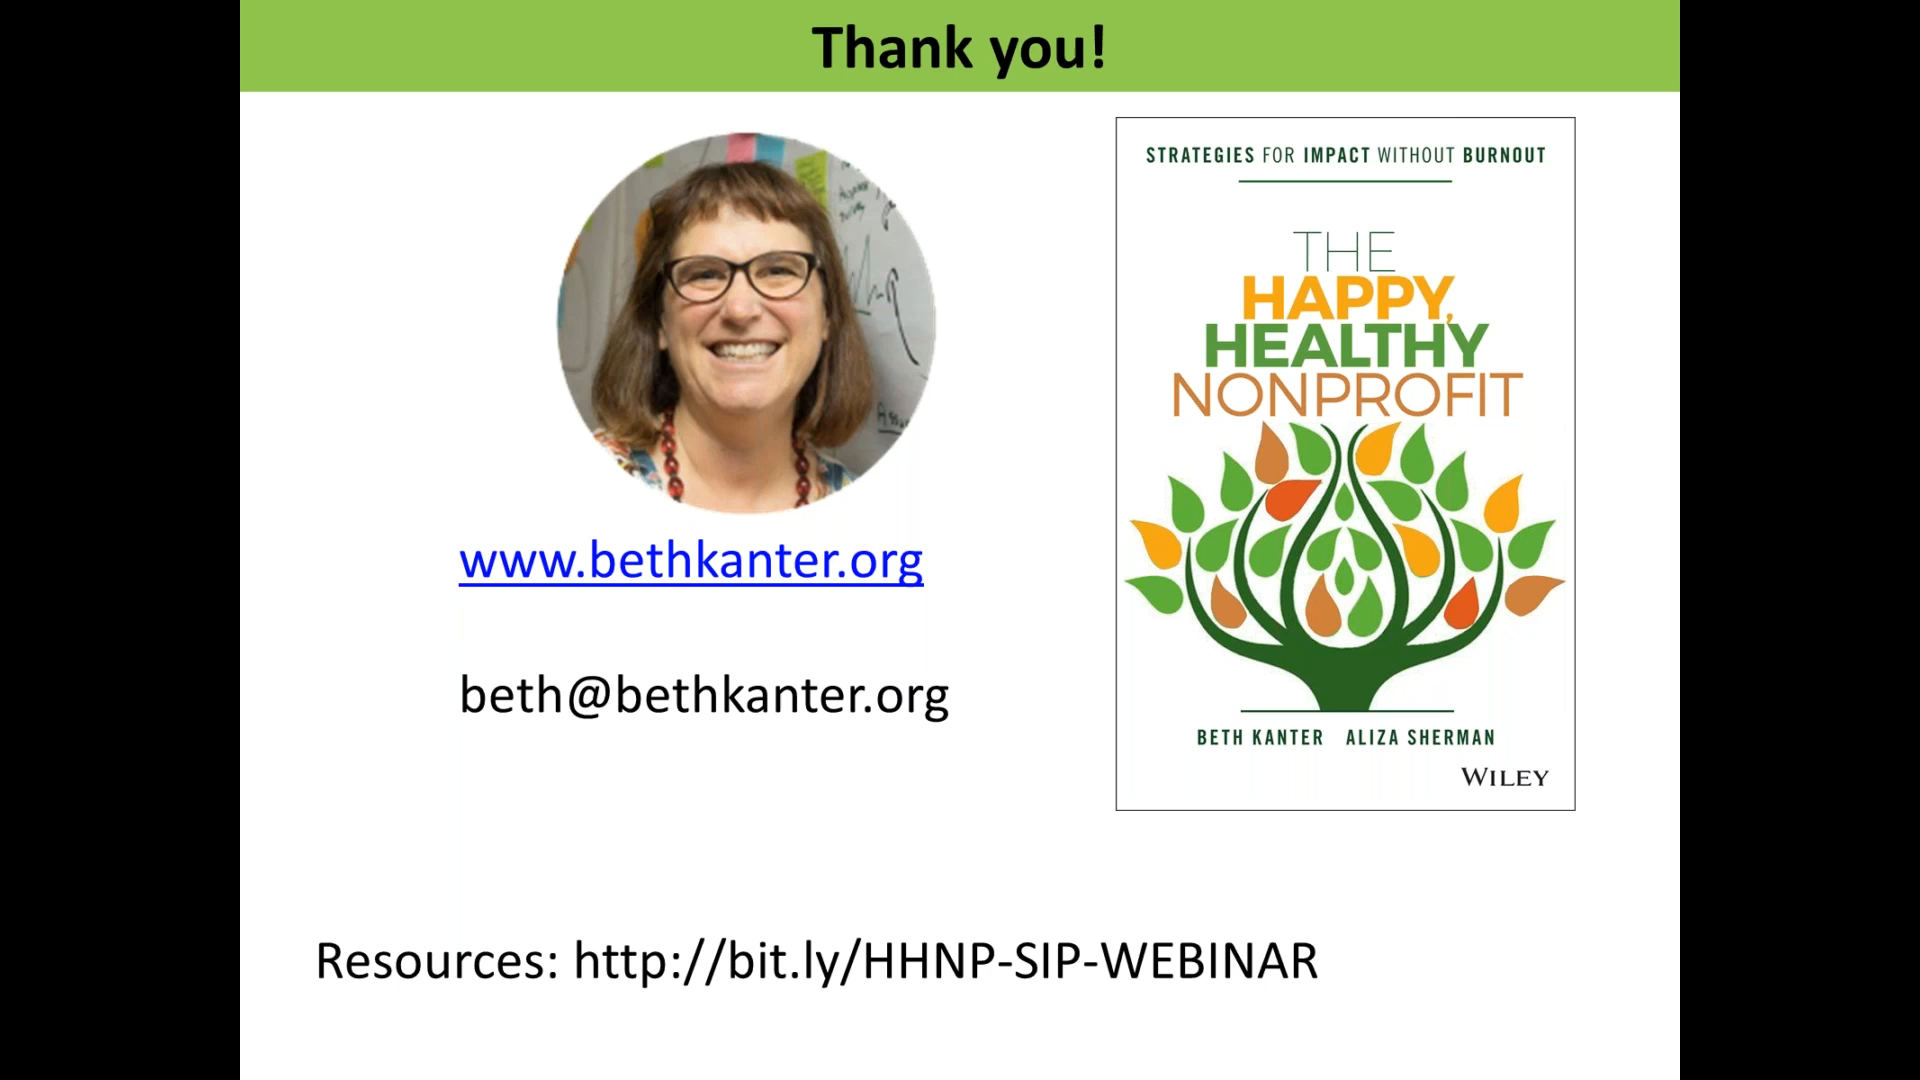 Thank you!
www.bethkanter.org
beth@bethkanter.org
STRATEGIES FOR IMPACT WITHOUT BURNOUT
THE
HAPPY,
HEALTHY
NONPROFIT
BETH KANTER ALIZA SHERMAN
WILEY
Resources: http://bit.ly/HHNP-SIP-WEBINAR